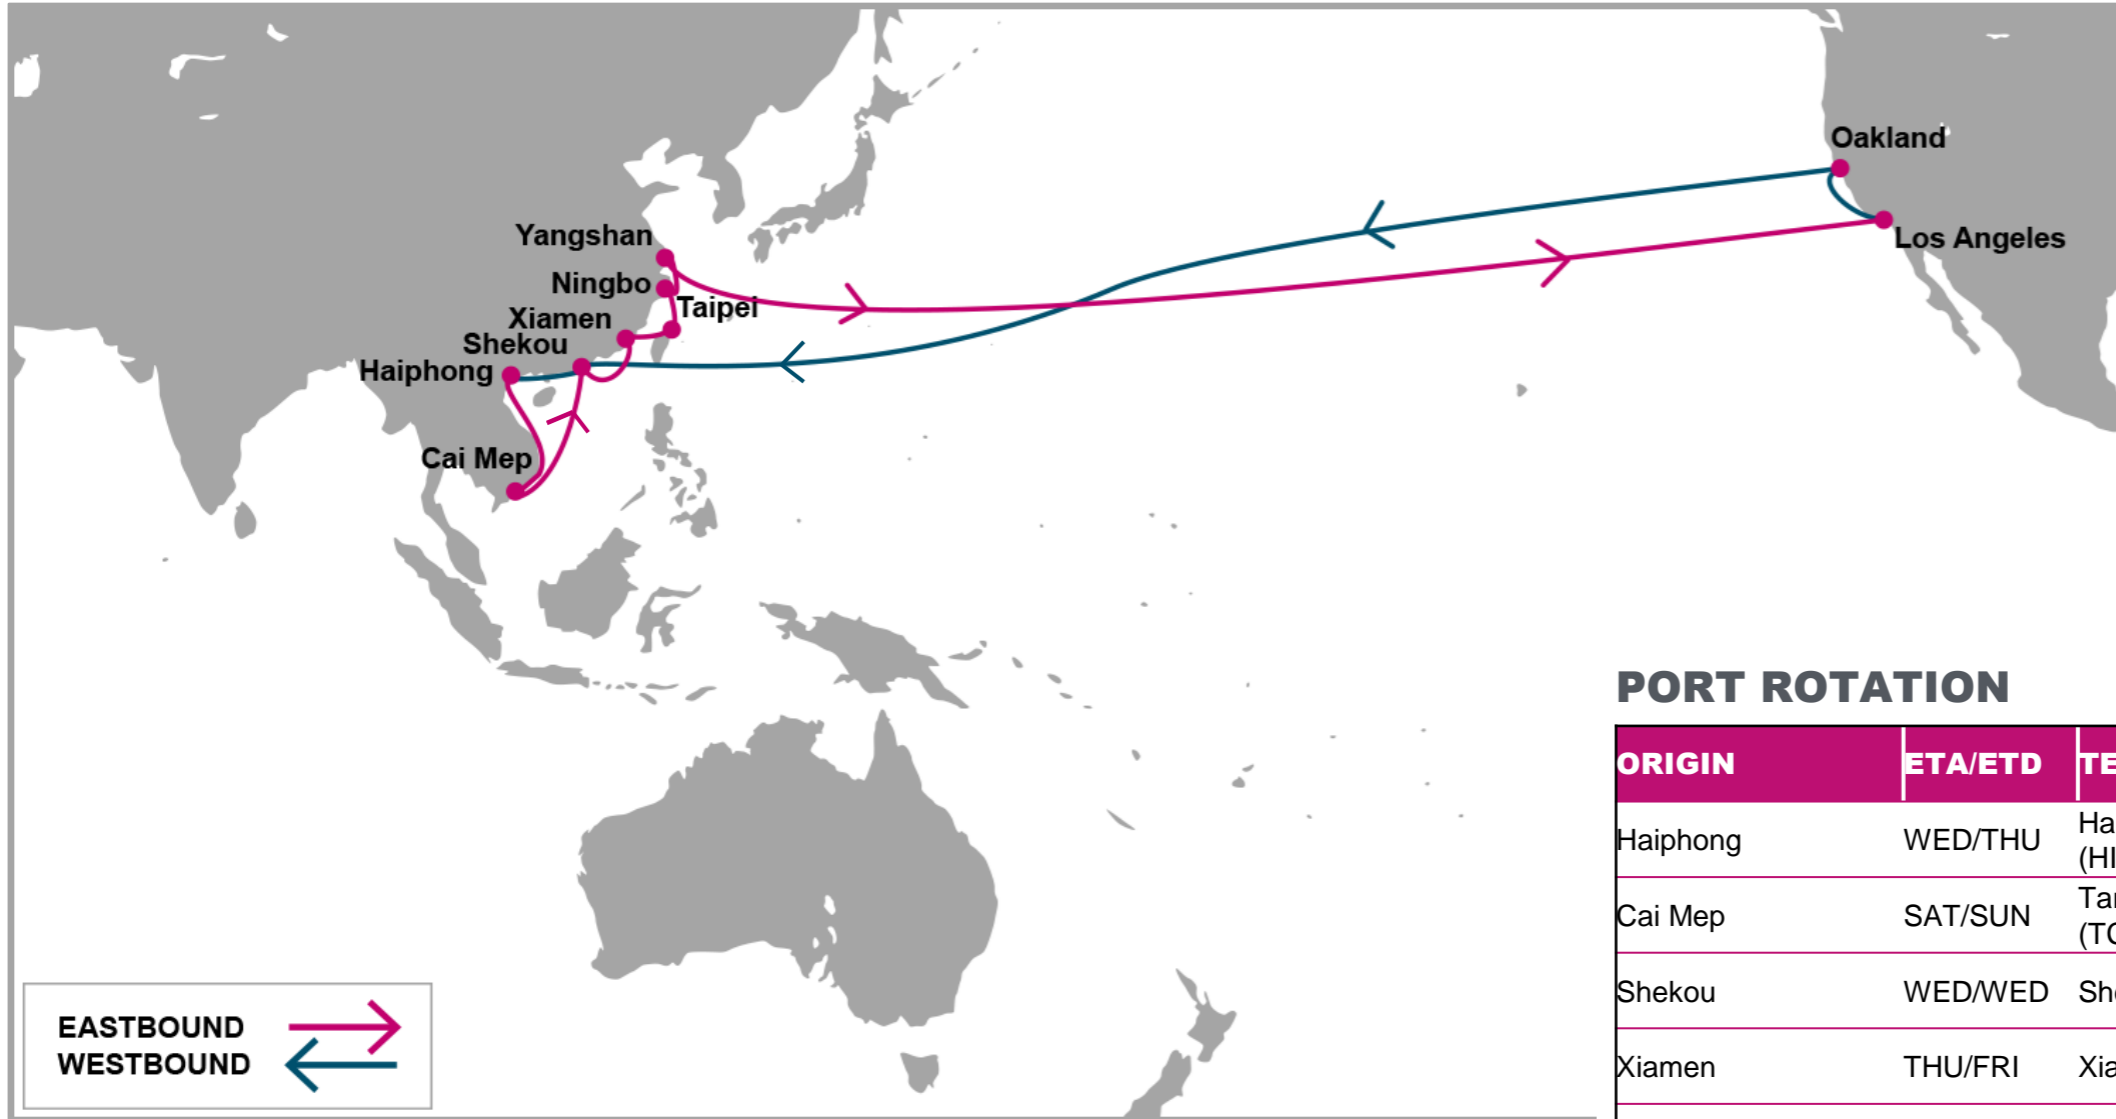 Oakland
Los Angeles
Yangshan
Ningbo
Taipei
Xiamen
Shekou
Haiphong
Cai Mep
PORT ROTATION
ORIGIN ETA/ETD
Haiphong WED/THU
Cai Mep SAT/SUN
Shekou WED/WED
Xiamen THU/FRI
EASTBOUND
WESTBOUND